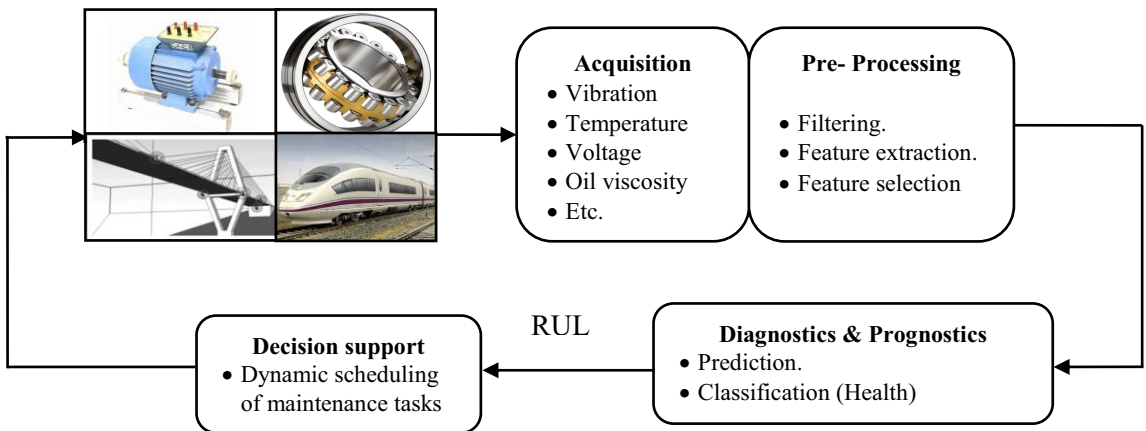 Acquisition
• Vibration
• Temperature
• Voltage
• Oil viscosity
• Etc.
Pre- Processing
• Filtering.
• Feature extraction.
• Feature selection
Diagnostics & Prognostics
• Prediction.
• Classification (Health)
RUL
Decision support
• Dynamic scheduling
of maintenance tasks